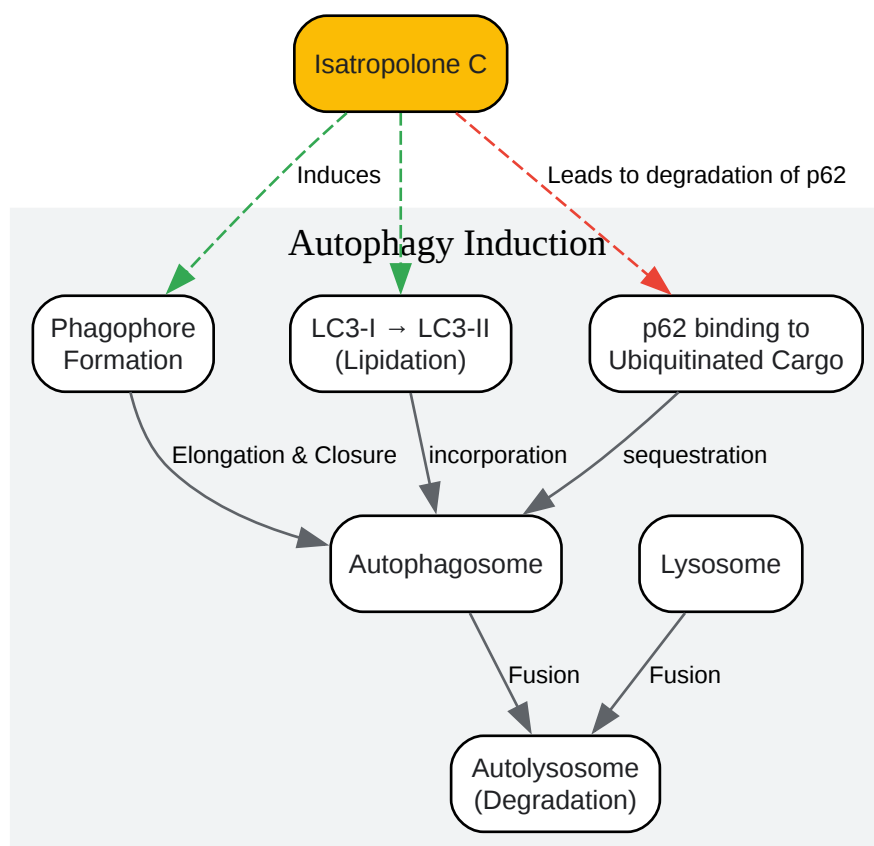 Isatropolone C
Induces
Leads to degradation of p62
Autophagy Induction
Phagophore
Formation
LC3-I → LC3-II
(Lipidation)
p62 binding to
Ubiquitinated Cargo
Elongation & Closure
incorporation
sequestration
Autophagosome
Lysosome
Fusion
Fusion
Autolysosome
(Degradation)